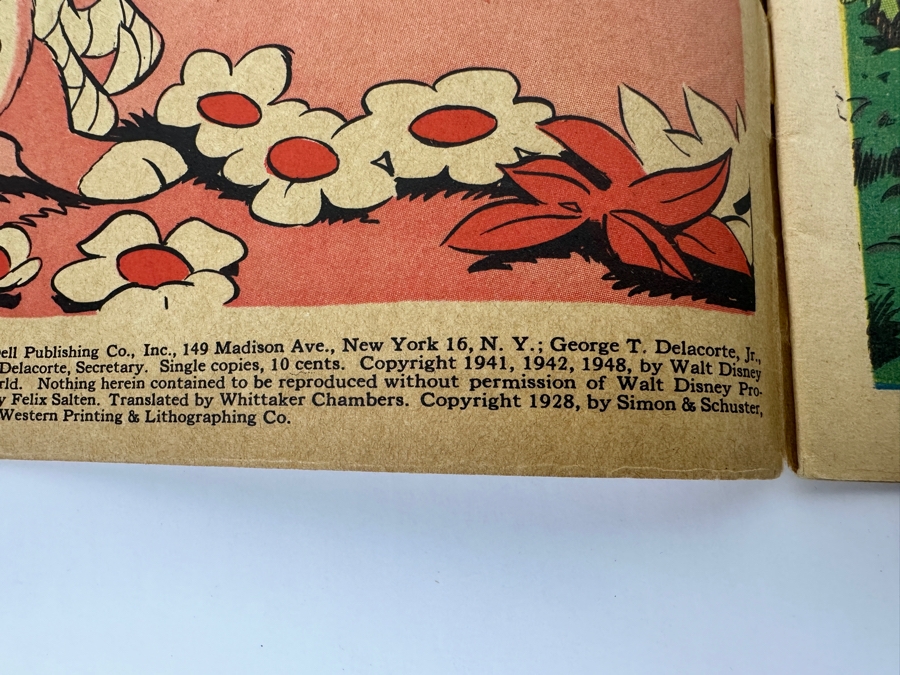 ell Publishing Co., Inc., 149 Madison Ave., New York 16, N. Y.; George T. Delacorte, Jr.,
Delacorte, Secretary. Single copies, 10 cents. Copyright 1941, 1942, 1948, by Walt Disney
rld. Nothing herein contained to be reproduced without permission of Walt Disney Pro-
y Felix Salten. Translated by Whittaker Chambers. Copyright 1928, by Simon & Schuster,
Western Printing & Lithographing Co.